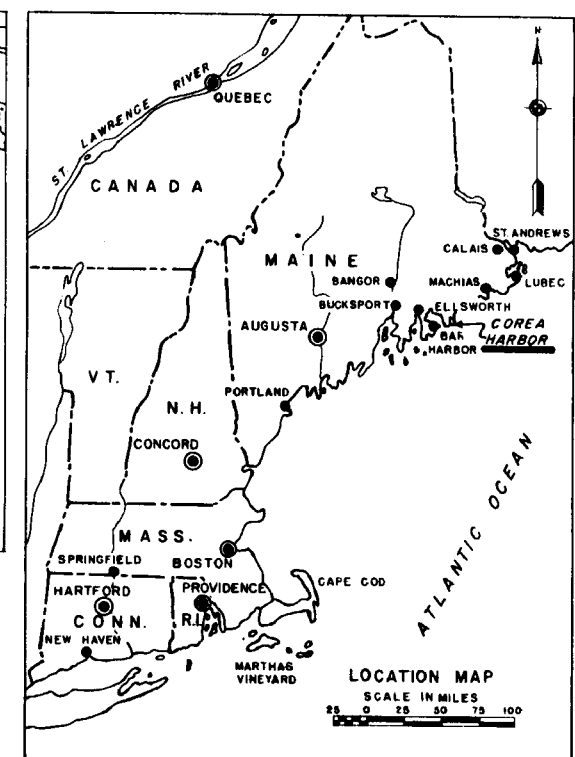 N
ST. LAWRENCE RIVER
QUEBEC
CANADA
ST. ANDREWS
CALAIS
MAINE
BANGOR
MACHIAS
LUBEC
BUCKSPORT
ELLSWORTH
AUGUSTA
COREA
BAR
HARBOR
HARBOR
VT.
PORTLAND
N.H.
CONCORD
ATLANTIC OCEAN
MASS.
SPRINGFIELD
BOSTON
HARTFORD
PROVIDENCE
CAPE COD
CONN.
R.I.
NEW HAVEN
MARTHAS
VINEYARD
LOCATION MAP
SCALE IN MILES
25 0 25 50 75 100